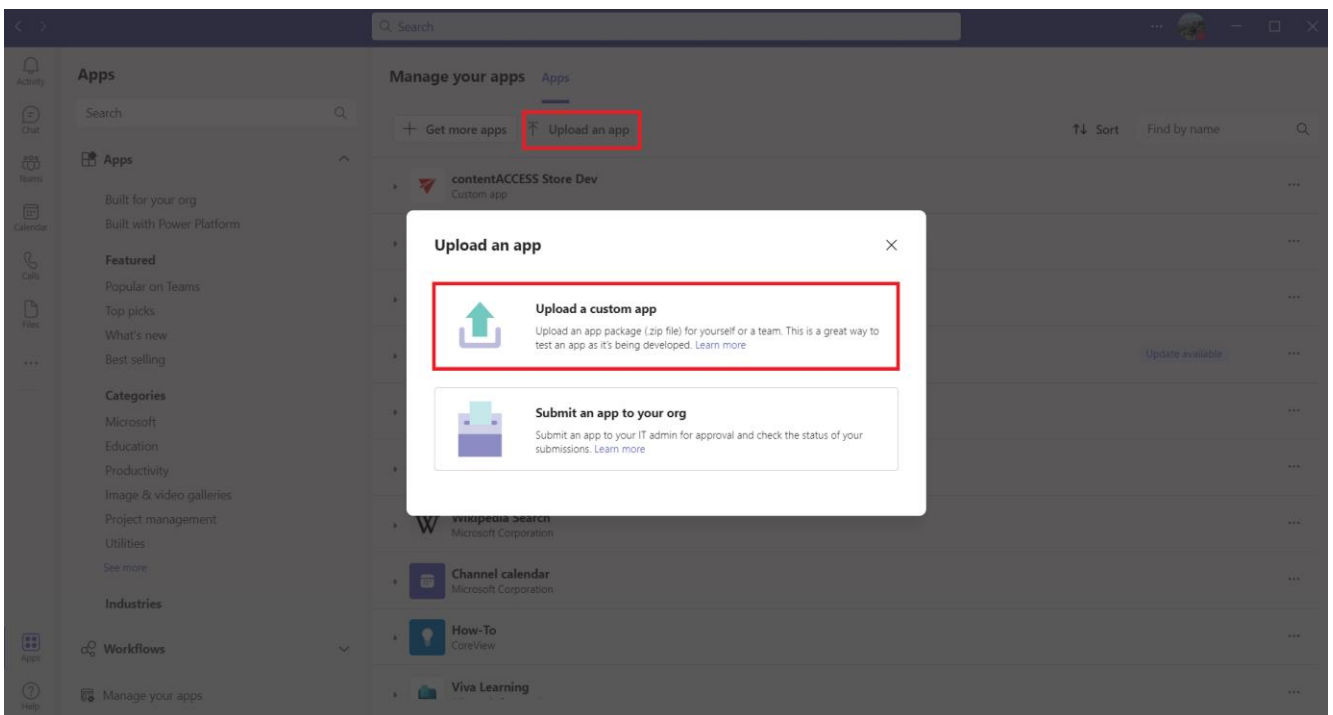 Search
Activity
Chat
Teams
Calendar
Calls
Files
Apps
Help
Apps
Search
Apps
Built for your org
Built with Power Platform
Featured
Popular on Teams
Top picks
What's new
Best selling
Categories
Microsoft
Education
Productivity
Image & video galleries
Project management
Utilities
See more
Industries
Workflows
Manage your apps
Manage your apps Apps
Get more apps Upload an app
Sort Find by name
contentACCESS Store Dev
Custom app
Update available
Wikipedia Search
Microsoft Corporation
Channel calendar
Microsoft Corporation
How-To
CoreView
Viva Learning
Upload an app
Upload a custom app
Upload an app package (.zip file) for yourself or a team. This is a great way to
test an app as it's being developed. Learn more
Submit an app to your org
Submit an app to your IT admin for approval and check the status of your
submissions. Learn more